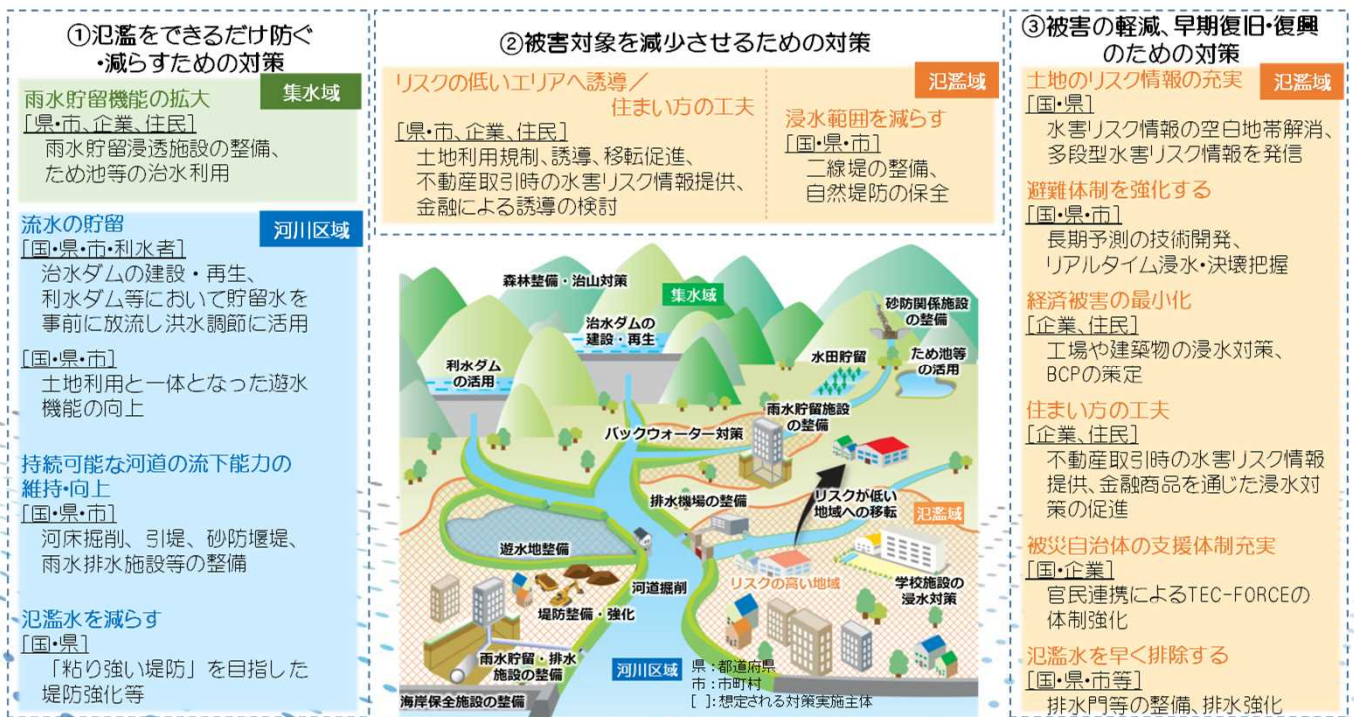 ①氾濫をできるだけ防ぐ
・減らすための対策
集水域
雨水貯留機能の拡大
[県・市、企業、住民]
雨水貯留浸透施設の整備、
ため池等の治水利用
河川区域
流水の貯留
[国・県・市・利水者]
治水ダムの建設・再生、
利水ダム等において貯留水を
事前に放流し洪水調節に活用
[国・県・市]
土地利用と一体となった遊水
機能の向上
持続可能な河道の流下能力の
維持・向上
[国・県・市]
河床掘削、引堤、砂防堰堤、
雨水排水施設等の整備
氾濫水を減らす
[国・県]
「粘り強い堤防」を目指した
堤防強化等
②被害対象を減少させるための対策
氾濫域
リスクの低いエリアへ誘導／
住まい方の工夫
[県・市、企業、住民]
土地利用規制、誘導、移転促進、
不動産取引時の水害リスク情報提供、
金融による誘導の検討
浸水範囲を減らす
[国・県・市]
二線堤の整備、
自然堤防の保全
森林整備・治山対策
集水域
砂防関係施設
の整備
治水ダムの
建設・再生
水田貯留
ため池等
の活用
利水ダム
の活用
雨水貯留施設
の整備
バックウォーター対策
排水機場の整備
リスクが低い
地域への移転
氾濫域
遊水地整備
リスクの高い地域
学校施設の
浸水対策
河道掘削
堤防整備・強化
雨水貯留・排水
施設の整備
河川区域
海岸保全施設の整備
県：都道府県
市：市町村
[ ]：想定される対策実施主体
③被害の軽減、早期復旧・復興
のための対策
氾濫域
土地のリスク情報の充実
[国・県]
水害リスク情報の空白地帯解消、
多段型水害リスク情報を発信
避難体制を強化する
[国・県・市]
長期予測の技術開発、
リアルタイム浸水・決壊把握
経済被害の最小化
[企業、住民]
工場や建築物の浸水対策、
BCPの策定
住まい方の工夫
[企業、住民]
不動産取引時の水害リスク情報
提供、金融商品を通じた浸水対
策の促進
被災自治体の支援体制充実
[国・企業]
官民連携によるTEC-FORCEの
体制強化
氾濫水を早く排除する
[国・県・市等]
排水門等の整備、排水強化